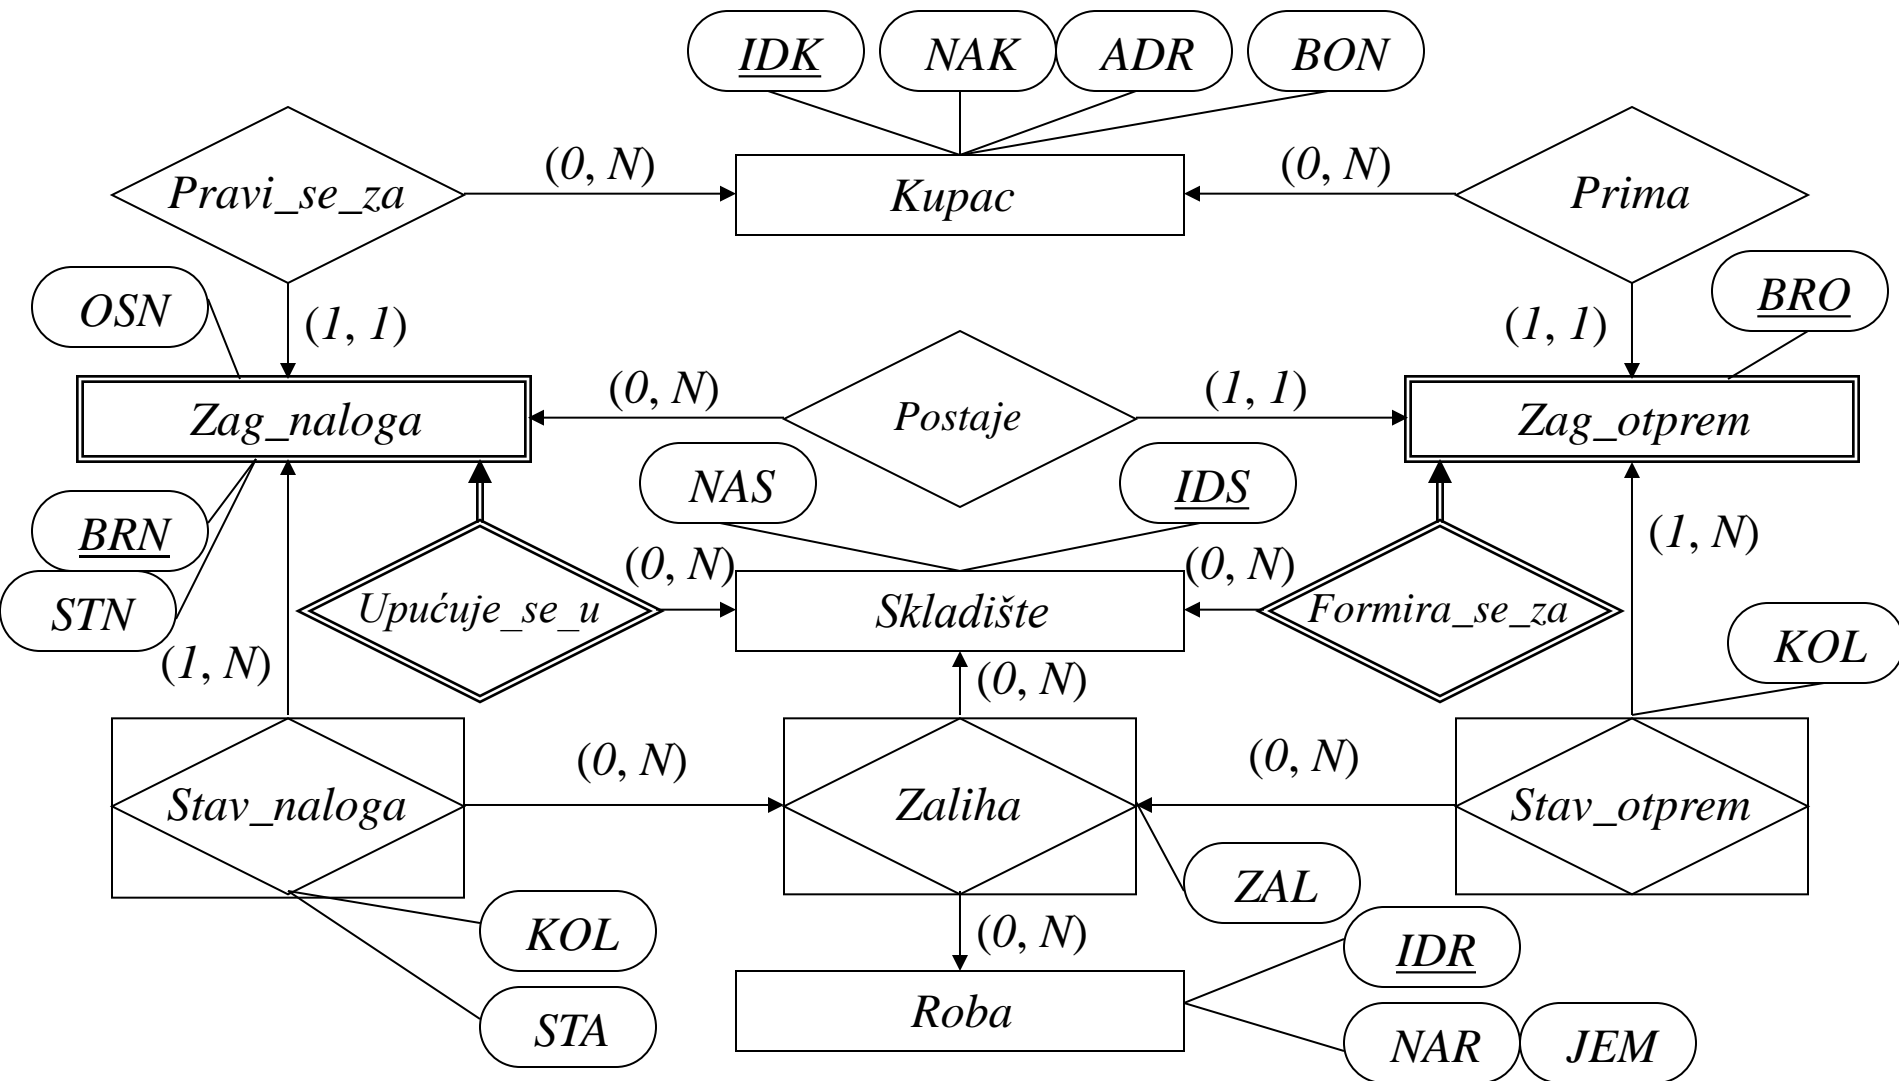 IDK NAK ADR BON
Pravi_se_za (0, N) Kupac (0, N) Prima
OSN (1, 1) (1, 1) BRO
Zag_naloga (0, N) Postaje (1, 1) Zag_otprem
NAS IDS
BRN (1, N)
(0, N) (0, N)
STN Upućuje_se_u Skladište Formira_se_za
(1, N) (0, N) KOL
(0, N) (0, N)
Stav_naloga Zaliha Stav_otprem
ZAL
KOL (0, N) IDR
STA Roba
NAR JEM